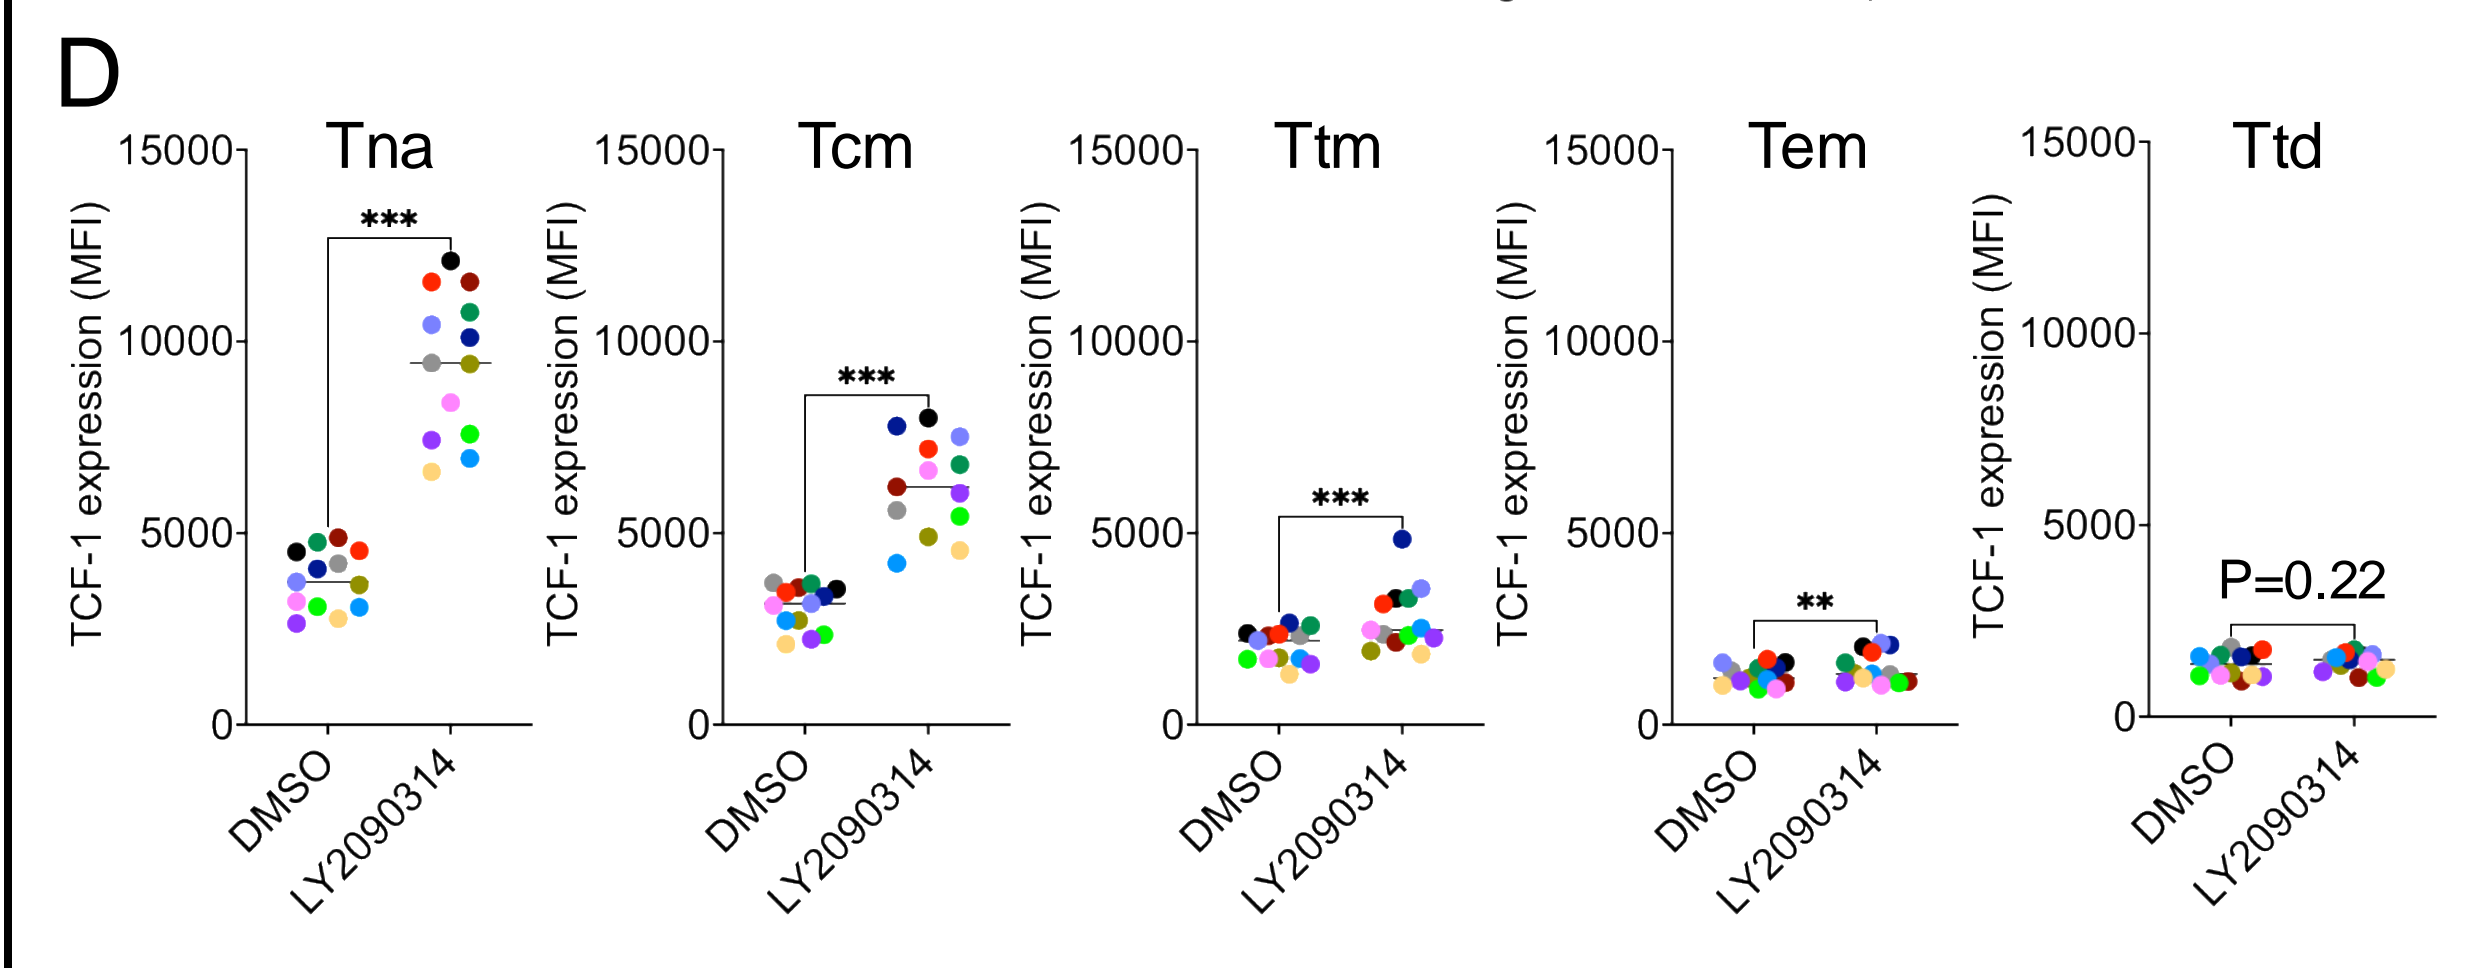 D
Tna
TCF-1 expression (MFI)
15000
10000
5000
0
***
DMSO
LY2090314
Tcm
TCF-1 expression (MFI)
15000
10000
5000
0
***
DMSO
LY2090314
Ttm
TCF-1 expression (MFI)
15000
10000
5000
0
***
DMSO
LY2090314
Tem
TCF-1 expression (MFI)
15000
10000
5000
0
**
DMSO
LY2090314
Ttd
TCF-1 expression (MFI)
15000
10000
5000
0
P=0.22
DMSO
LY2090314